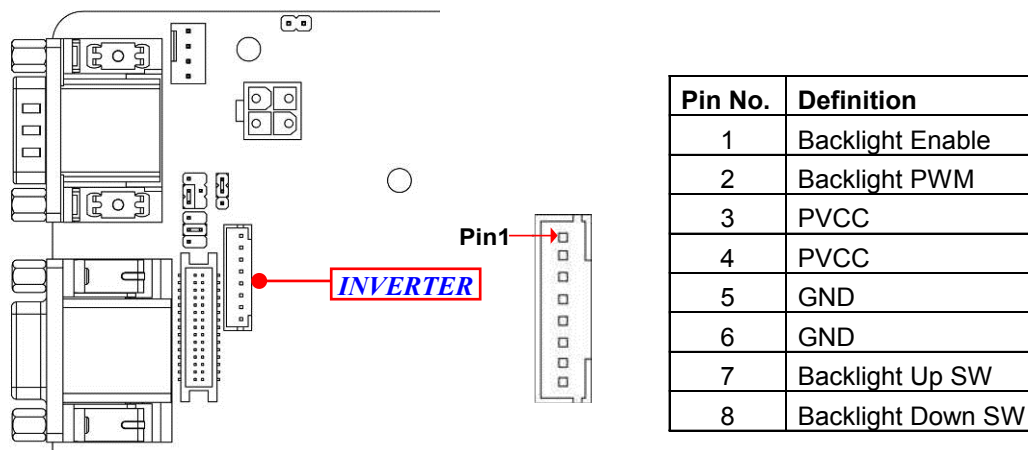 Pin1
INVERTER
Pin No. Definition
1 Backlight Enable
2 Backlight PWM
3 PVCC
4 PVCC
5 GND
6 GND
7 Backlight Up SW
8 Backlight Down SW